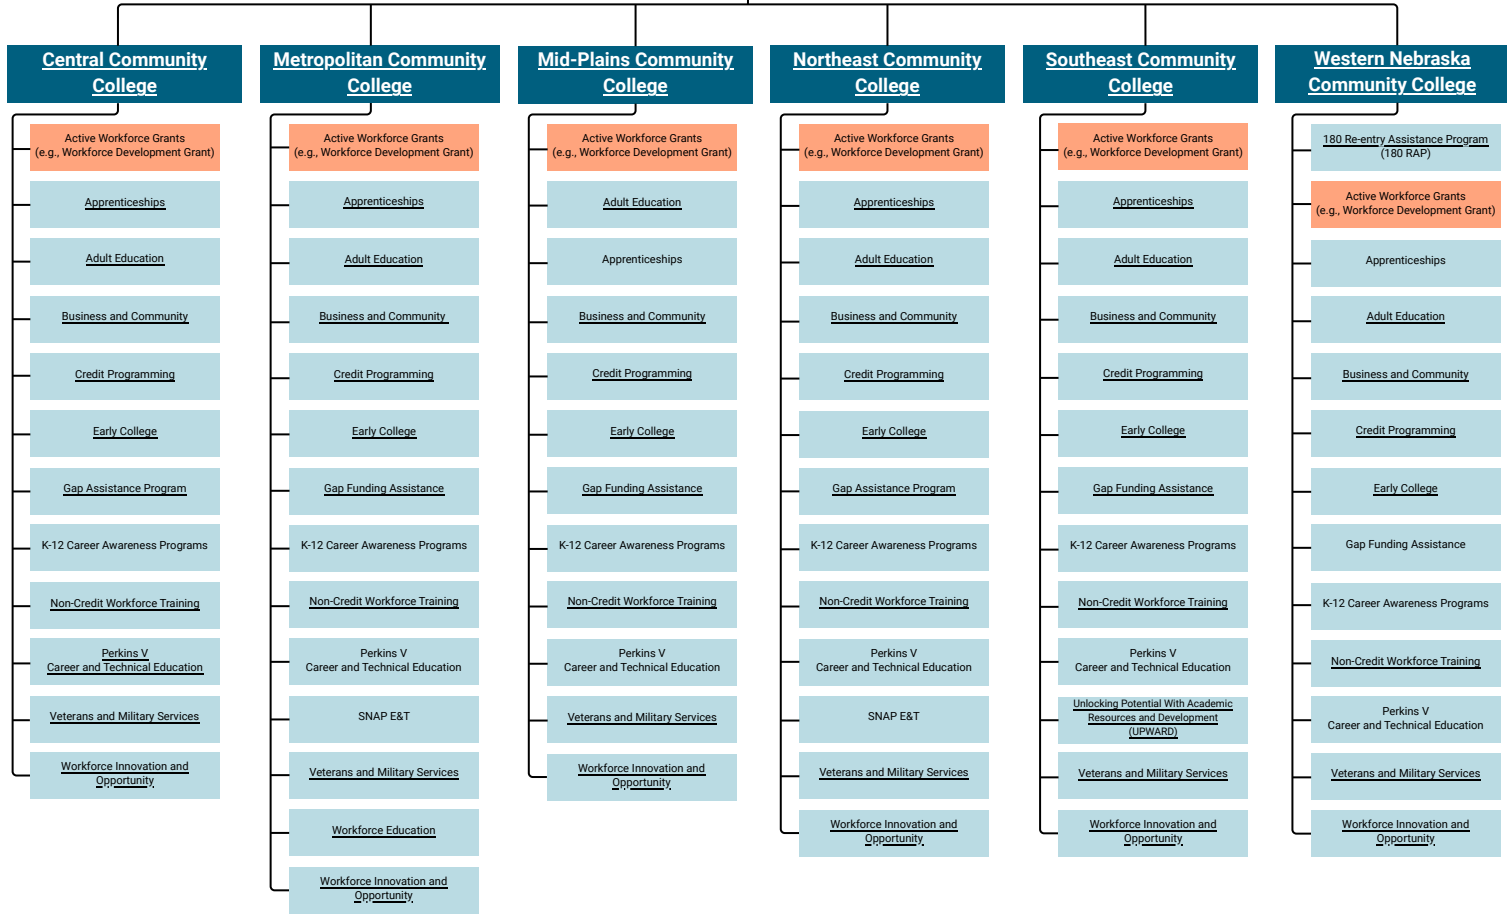 Central Community
College
Active Workforce Grants
(e.g., Workforce Development Grant)
Apprenticeships
Adult Education
Business and Community
Credit Programming
Early College
Gap Assistance Program
K-12 Career Awareness Programs
Non-Credit Workforce Training
Perkins V
Career and Technical Education
Veterans and Military Services
Workforce Innovation and
Opportunity
Metropolitan Community
College
Active Workforce Grants
(e.g., Workforce Development Grant)
Apprenticeships
Adult Education
Business and Community
Credit Programming
Early College
Gap Funding Assistance
K-12 Career Awareness Programs
Non-Credit Workforce Training
Perkins V
Career and Technical Education
SNAP E&T
Veterans and Military Services
Workforce Education
Workforce Innovation and
Opportunity
Mid-Plains Community
College
Active Workforce Grants
(e.g., Workforce Development Grant)
Adult Education
Apprenticeships
Business and Community
Credit Programming
Early College
Gap Funding Assistance
K-12 Career Awareness Programs
Non-Credit Workforce Training
Perkins V
Career and Technical Education
Veterans and Military Services
Workforce Innovation and
Opportunity
Northeast Community
College
Active Workforce Grants
(e.g., Workforce Development Grant)
Apprenticeships
Adult Education
Business and Community
Credit Programming
Early College
Gap Assistance Program
K-12 Career Awareness Programs
Non-Credit Workforce Training
Perkins V
Career and Technical Education
SNAP E&T
Veterans and Military Services
Workforce Innovation and
Opportunity
Southeast Community
College
Active Workforce Grants
(e.g., Workforce Development Grant)
Apprenticeships
Adult Education
Business and Community
Credit Programming
Early College
Gap Funding Assistance
K-12 Career Awareness Programs
Non-Credit Workforce Training
Perkins V
Career and Technical Education
Unlocking Potential With Academic
Resources and Development
(UPWARD)
Veterans and Military Services
Workforce Innovation and
Opportunity
Western Nebraska
Community College
180 Re-entry Assistance Program
(180 RAP)
Active Workforce Grants
(e.g., Workforce Development Grant)
Apprenticeships
Adult Education
Business and Community
Credit Programming
Early College
Gap Funding Assistance
K-12 Career Awareness Programs
Non-Credit Workforce Training
Perkins V
Career and Technical Education
Veterans and Military Services
Workforce Innovation and
Opportunity